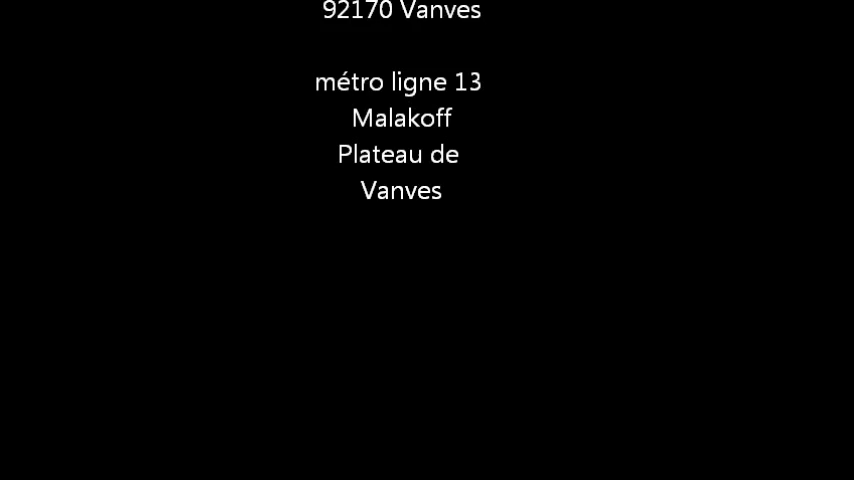 92170 Vanves
métro ligne 13
Malakoff
Plateau de
Vanves